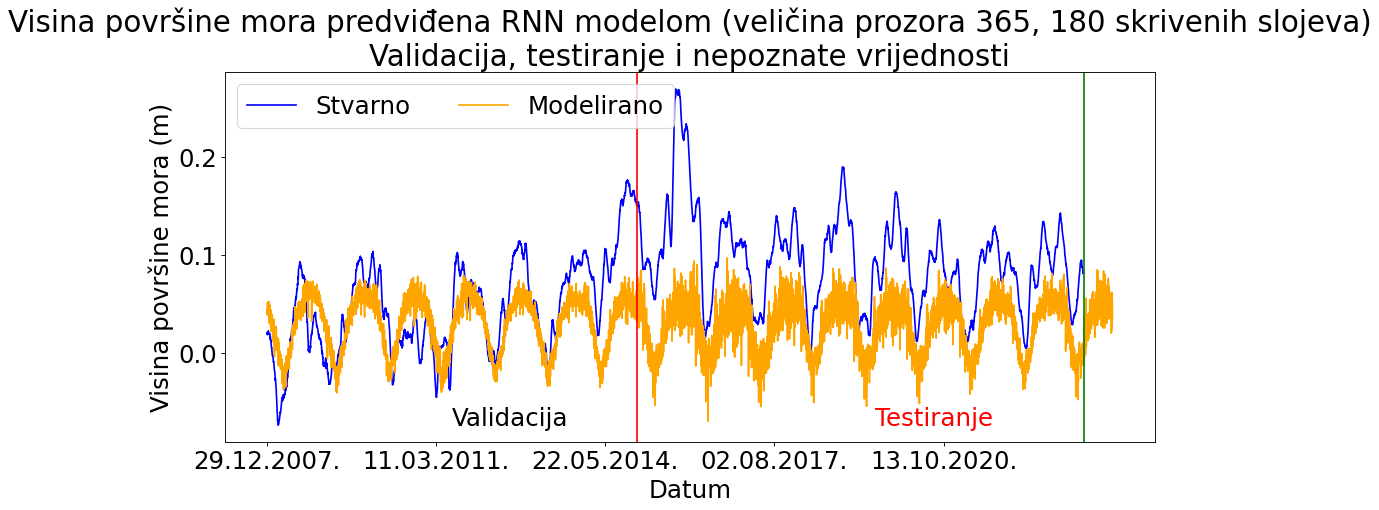 Visina površine mora predviđena RNN modelom (veličina prozora 365, 180 skrivenih slojeva)
Validacija, testiranje i nepoznate vrijednosti
Stvarno
Modelirano
Visina površine mora (m)
0.2
0.1
0.0
Validacija
Testiranje
29.12.2007.
11.03.2011.
22.05.2014.
02.08.2017.
13.10.2020.
Datum